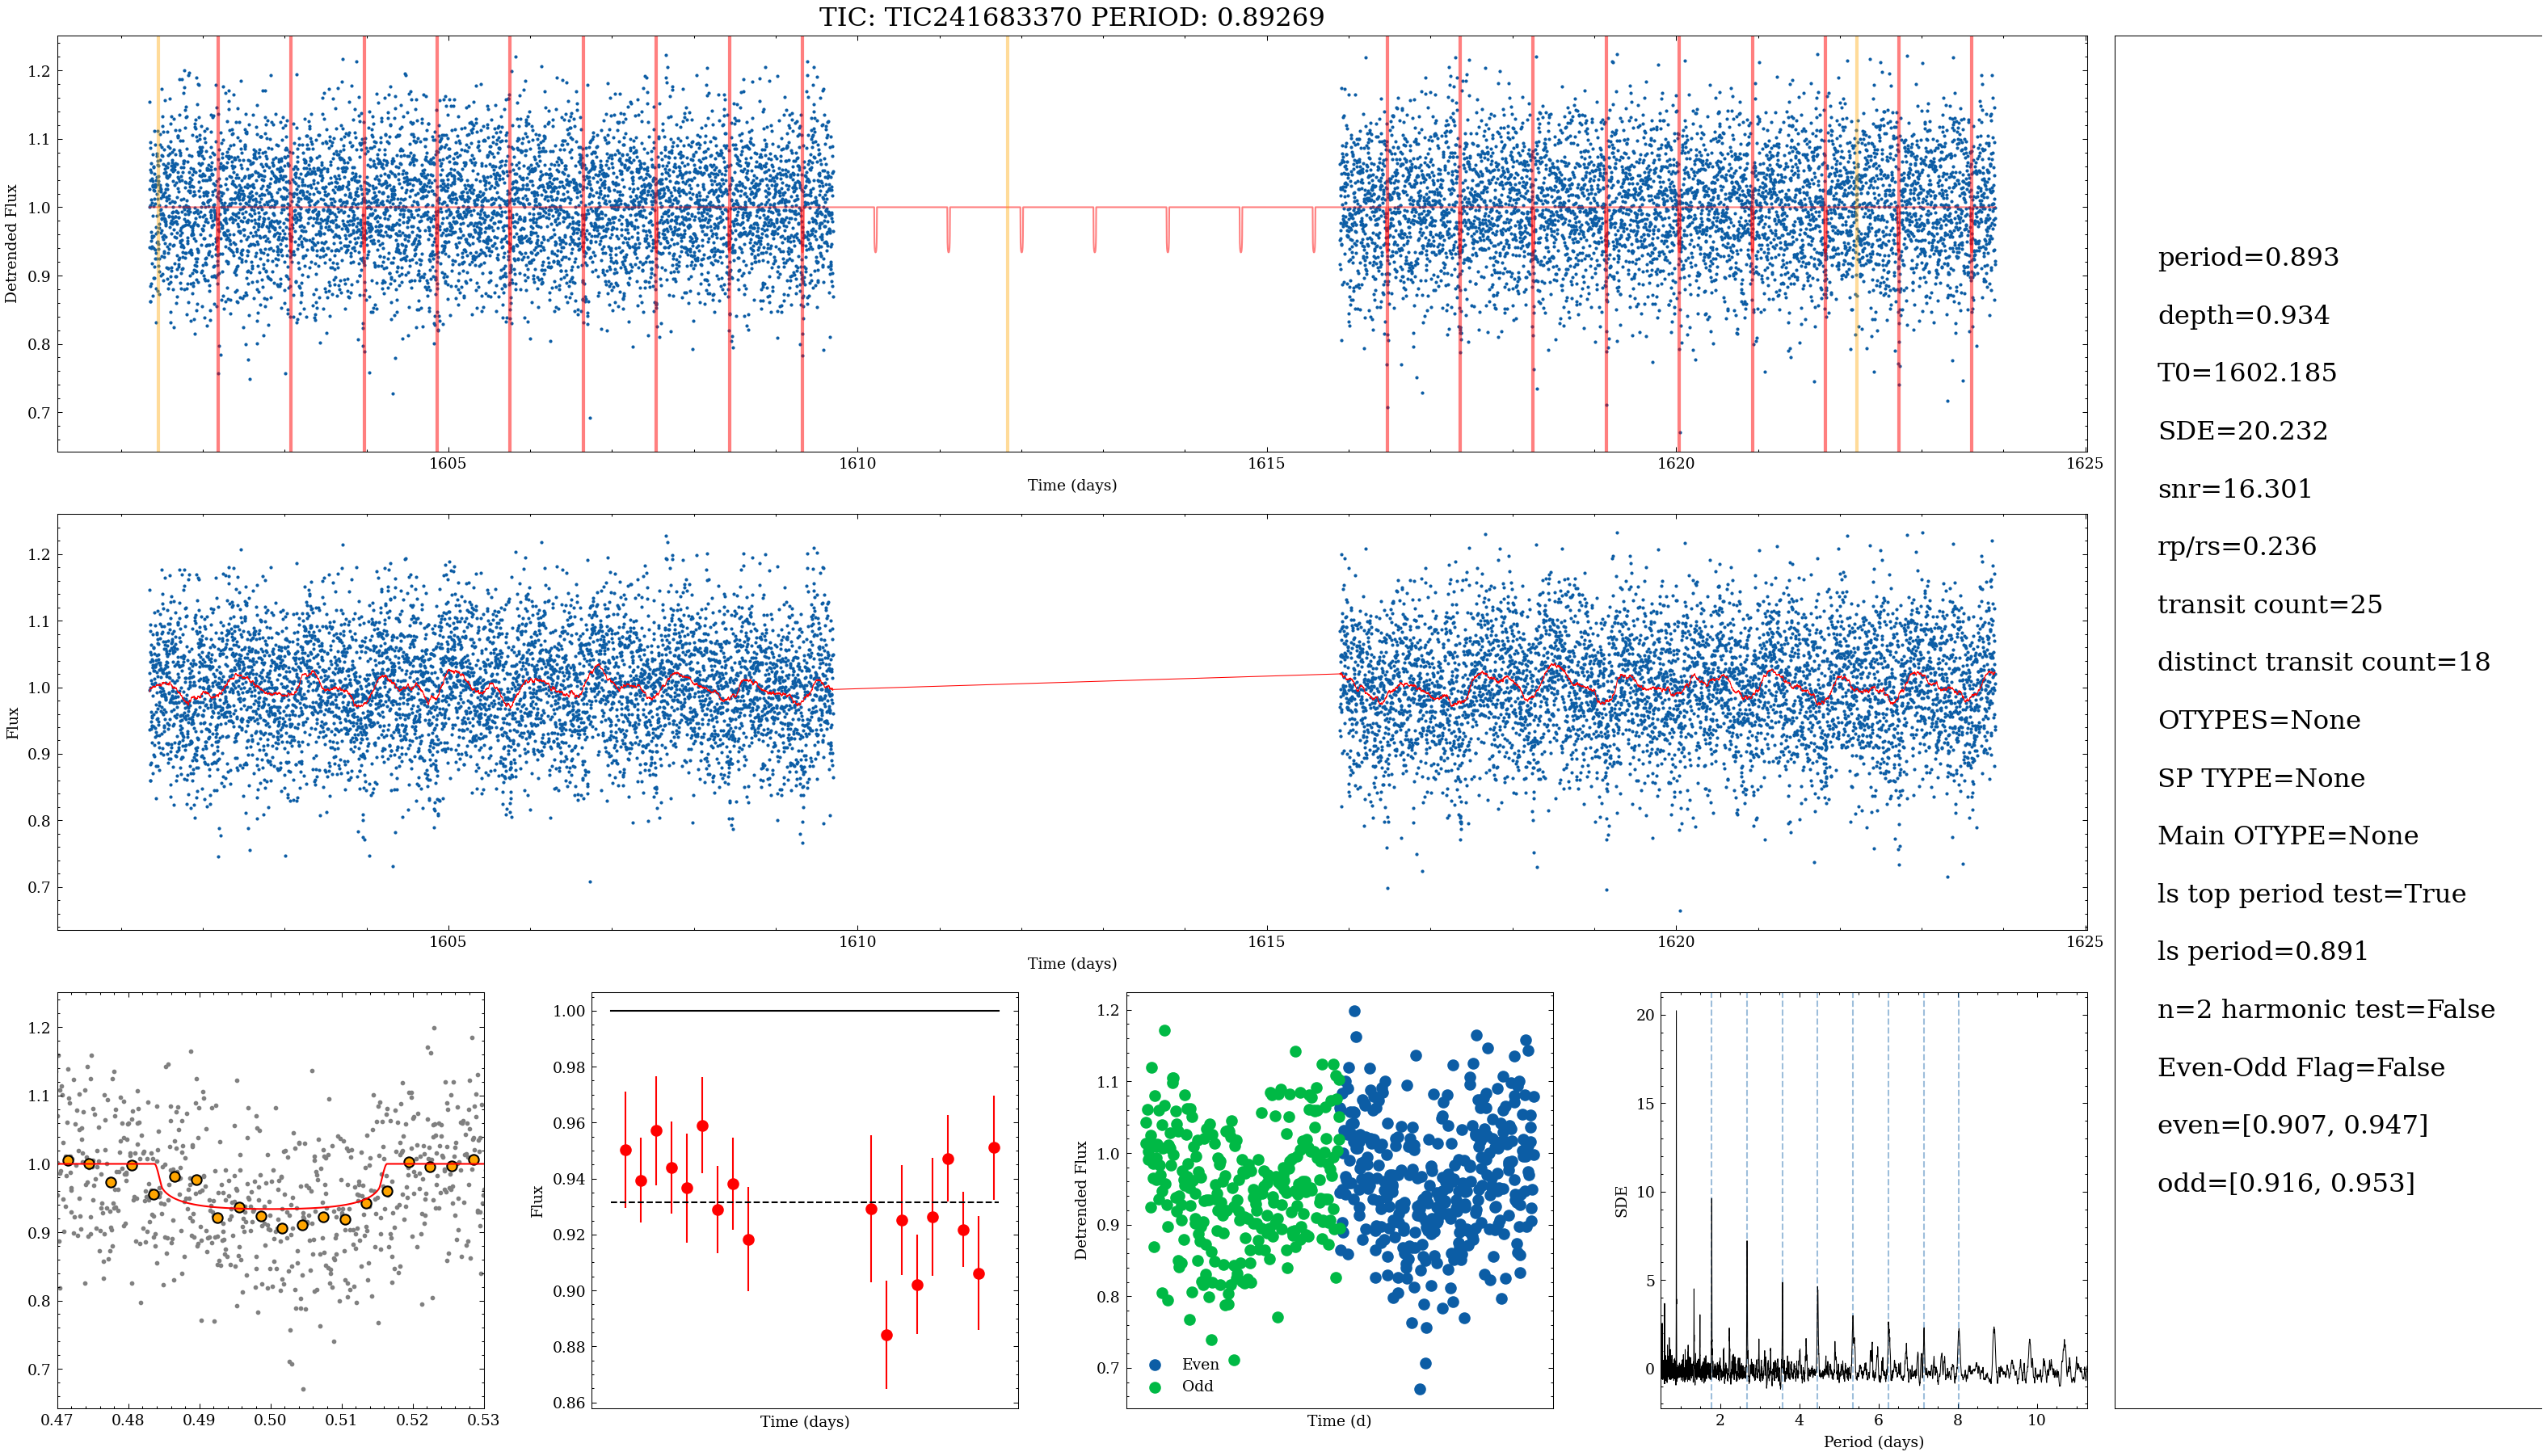 TIC: TIC241683370 PERIOD: 0.89269
1.2
1.1
1.0
0.9
0.8
0.7
Detrended Flux
1605
1610
1615
1620
1625
Time (days)
1.2
1.1
1.0
0.9
0.8
0.7
Flux
1605
1610
1615
1620
1625
Time (days)
1.2
1.1
1.0
0.9
0.8
0.7
0.47
0.48
0.49
0.50
0.51
0.52
0.53
1.00
0.98
0.96
0.94
0.92
0.90
0.88
0.86
Flux
Time (days)
1.2
1.1
1.0
0.9
0.8
0.7
Detrended Flux
Even
Odd
Time (d)
20
15
10
5
0
SDE
2
4
6
8
10
Period (days)
period=0.893
depth=0.934
T0=1602.185
SDE=20.232
snr=16.301
rp/rs=0.236
transit count=25
distinct transit count=18
OTYPES=None
SP TYPE=None
Main OTYPE=None
ls top period test=True
ls period=0.891
n=2 harmonic test=False
Even-Odd Flag=False
even=[0.907, 0.947]
odd=[0.916, 0.953]